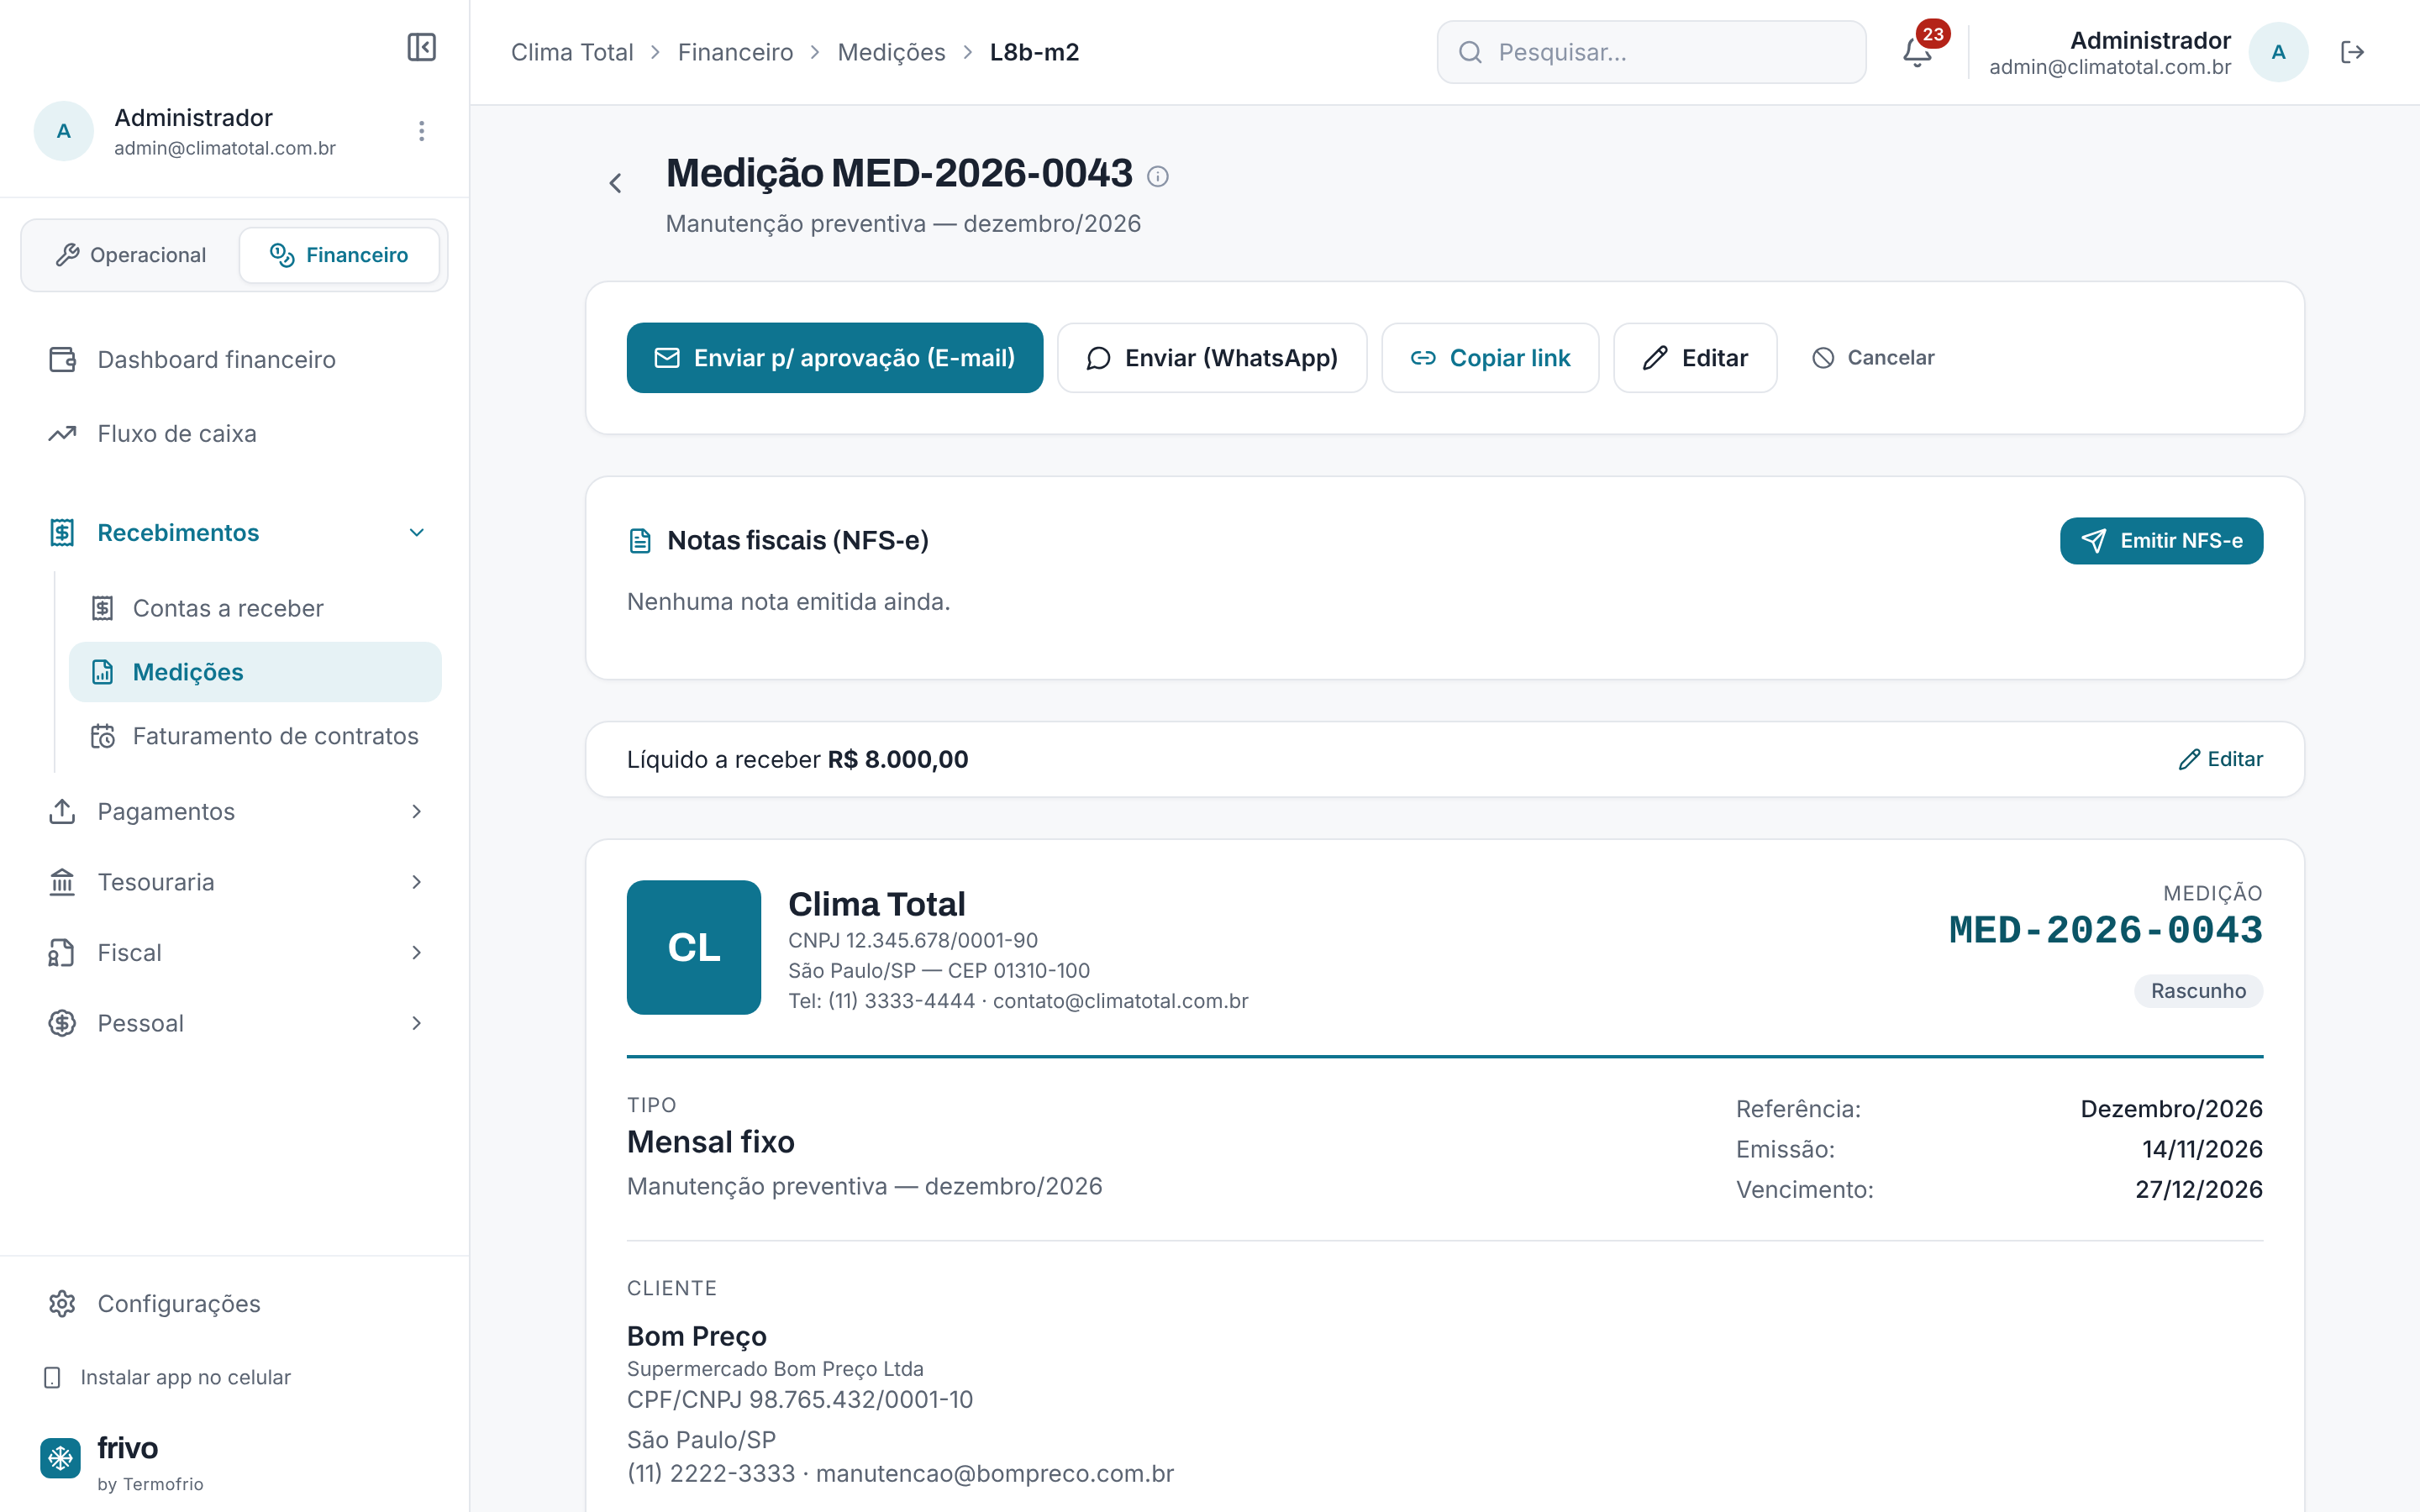 Administrador
admin@climatotal.com.br
A
Operacional
Financeiro
Dashboard financeiro
Fluxo de caixa
Recebimentos
Contas a receber
Medições
Faturamento de contratos
Pagamentos
Tesouraria
Fiscal
Pessoal
Configurações
Instalar app no celular
frivo
by Termofrio
Clima Total > Financeiro > Medições > L8b-m2
Pesquisar...
23
Administrador
admin@climatotal.com.br
A
Medição MED-2026-0043
Manutenção preventiva — dezembro/2026
Enviar p/ aprovação (E-mail)
Enviar (WhatsApp)
Copiar link
Editar
Cancelar
Notas fiscais (NFS-e)
Emitir NFS-e
Nenhuma nota emitida ainda.
Líquido a receber R$ 8.000,00
Editar
CL
Clima Total
CNPJ 12.345.678/0001-90
São Paulo/SP — CEP 01310-100
Tel: (11) 3333-4444 · contato@climatotal.com.br
MEDIÇÃO
MED-2026-0043
Rascunho
TIPO
Mensal fixo
Manutenção preventiva — dezembro/2026
Referência: Dezembro/2026
Emissão: 14/11/2026
Vencimento: 27/12/2026
CLIENTE
Bom Preço
Supermercado Bom Preço Ltda
CPF/CNPJ 98.765.432/0001-10
São Paulo/SP
(11) 2222-3333 · manutencao@bompreco.com.br